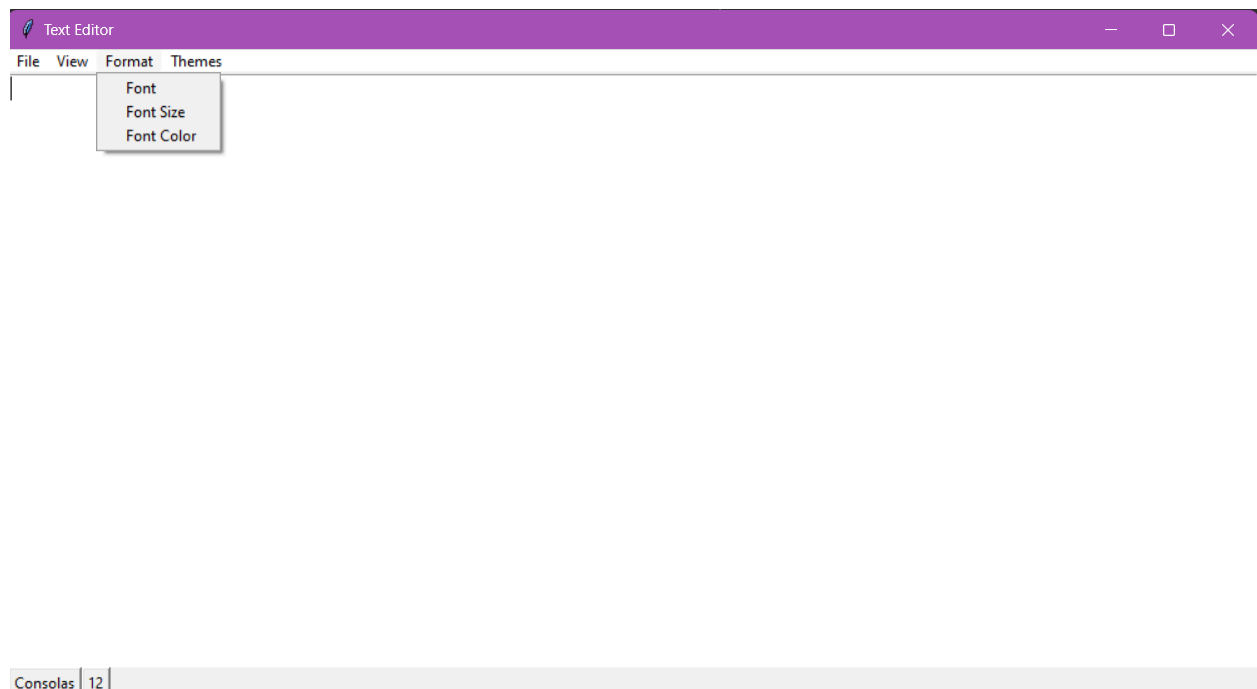 Text Editor
File View Format Themes
Font
Font Size
Font Color
Consolas 12